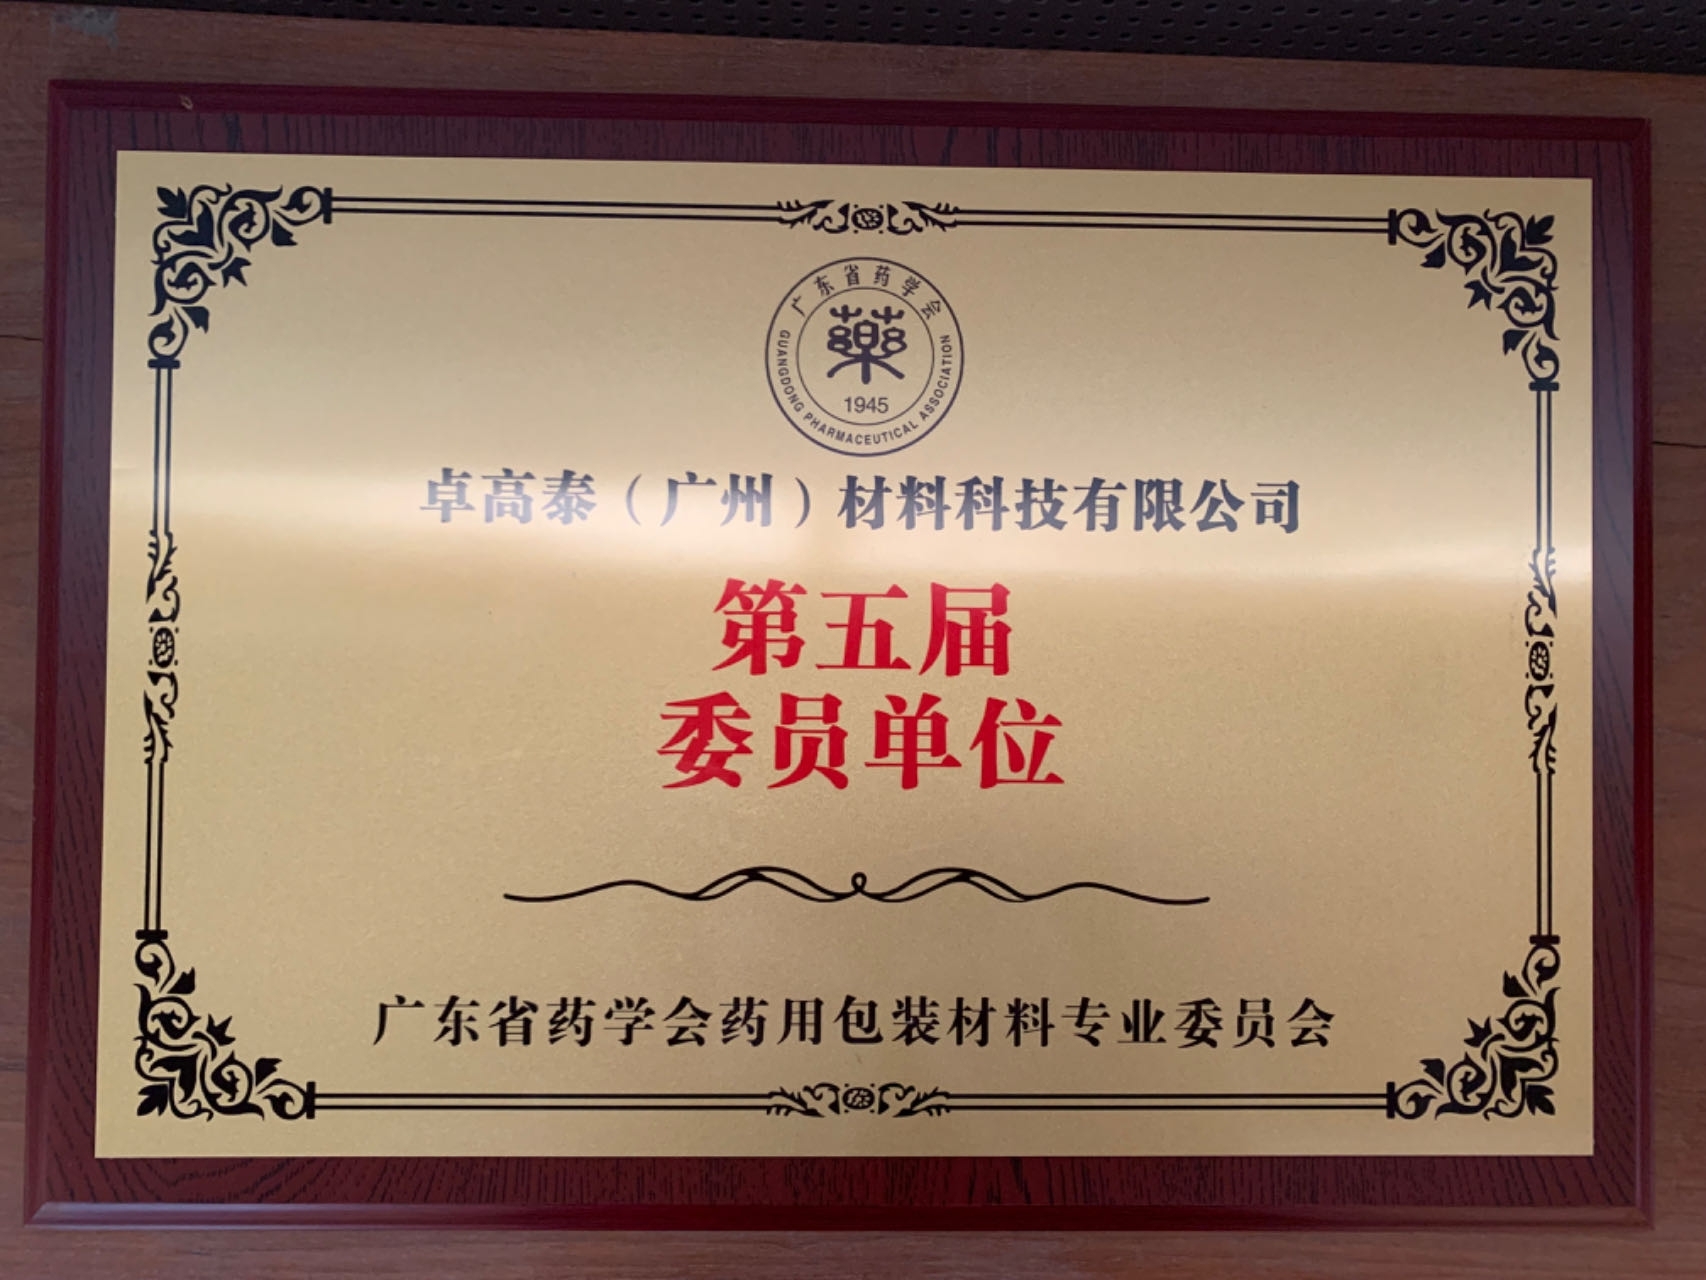 广东省药学会
藥
1945
GUANGDONG PHARMACEUTICAL ASSOCIATION
卓高泰（广州）材料科技有限公司
第五届
委员单位
广东省药学会药用包装材料专业委员会